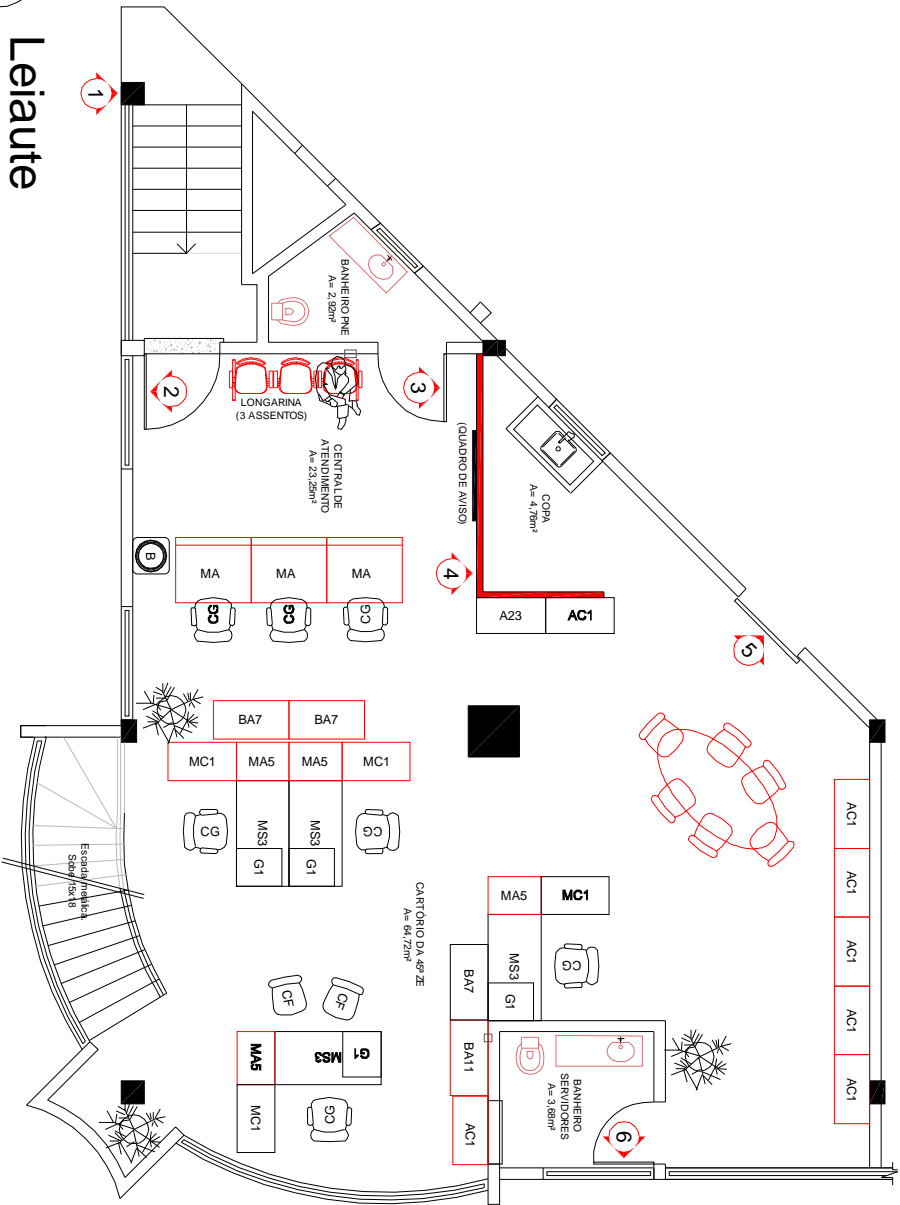 Leiaute
1
BANHEIRO PNE
A= 2,92m²
2
LONGARINA
(3 ASSENTOS)
3
CENTRAL DE
ATENDIMENTO
A= 23,25m²
(QUADRO DE AVISO)
COPA
A= 4,76m²
4
5
B
MA
MA
MA
CG
CG
CG
A23
AC1
BA7
BA7
MC1
MA5
MA5
MC1
CG
MS3
MS3
CG
G1
G1
Escada metálica.
Sobe 15x18
CARTÓRIO DA 45ª ZE
A= 64,72m²
AC1
AC1
AC1
AC1
AC1
MA5
MC1
MS3
CG
G1
BA7
BA11
AC1
CF
CF
MA5
MS3
G1
MC1
CG
BANHEIRO
SERVIDORES
A= 3,68m²
6